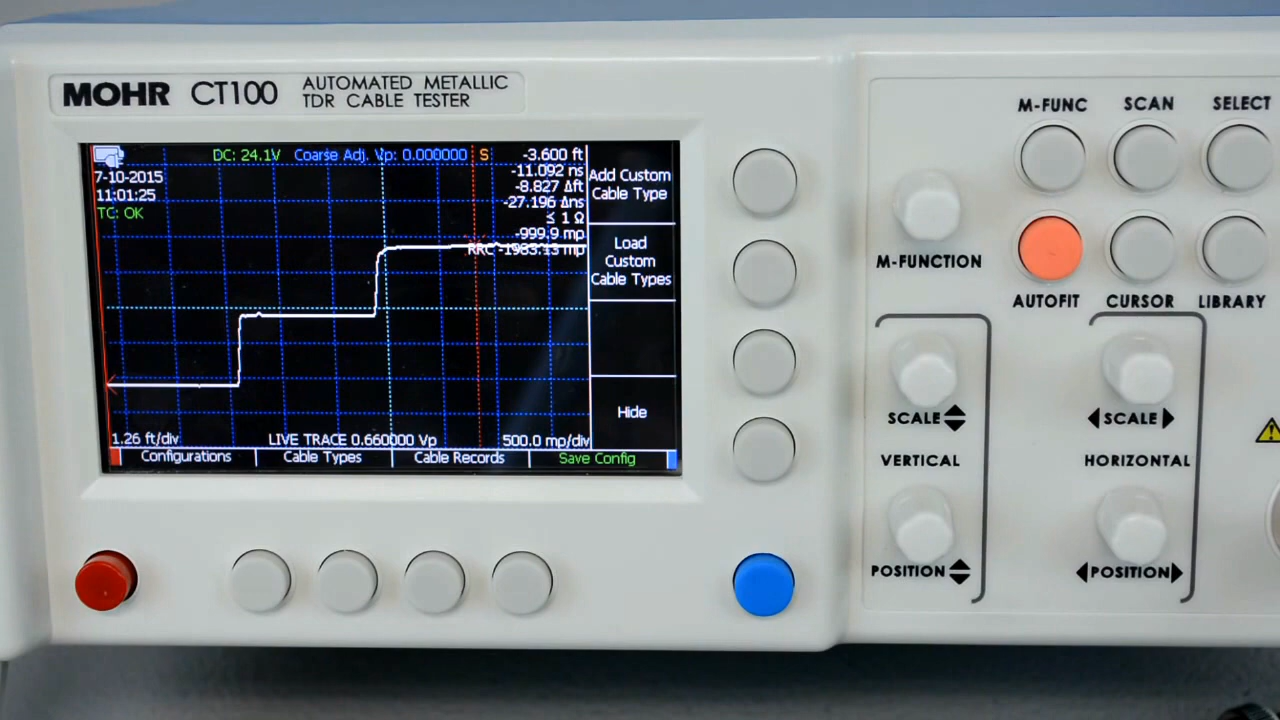 MOHR CT100 AUTOMATED METALLIC
TDR CABLE TESTER
DC: 24.1V Coarse Adj. Vp: 0.000000 S -3.600 ft
7-10-2015
11:01:25
TC: OK
-11.092 ns
-8.827 Δft
-27.196 Δns
≤ 1 Ω
-999.9 mp
RRC -1983.13 mp
Add Custom
Cable Type
Load
Custom
Cable Types
Hide
1.26 ft/div LIVE TRACE 0.660000 Vp 500.0 mp/div
Configurations Cable Types Cable Records Save Config
M-FUNC SCAN SELECT
M-FUNCTION
AUTOFIT CURSOR LIBRARY
SCALE SCALE
VERTICAL HORIZONTAL
POSITION POSITION